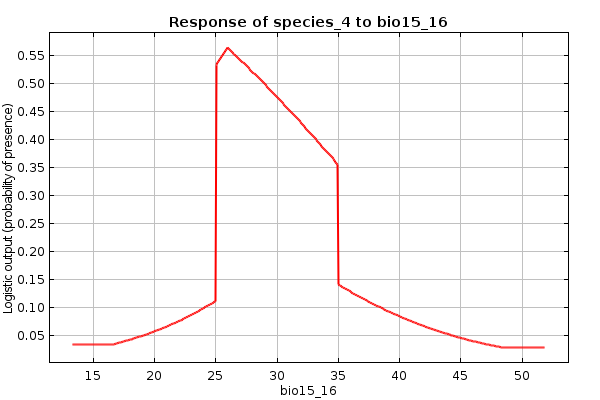 Response of species_4 to bio15_16
Logistic output (probability of presence)
0.55
0.50
0.45
0.40
0.35
0.30
0.25
0.20
0.15
0.10
0.05
15 20 25 30 35 40 45 50
bio15_16